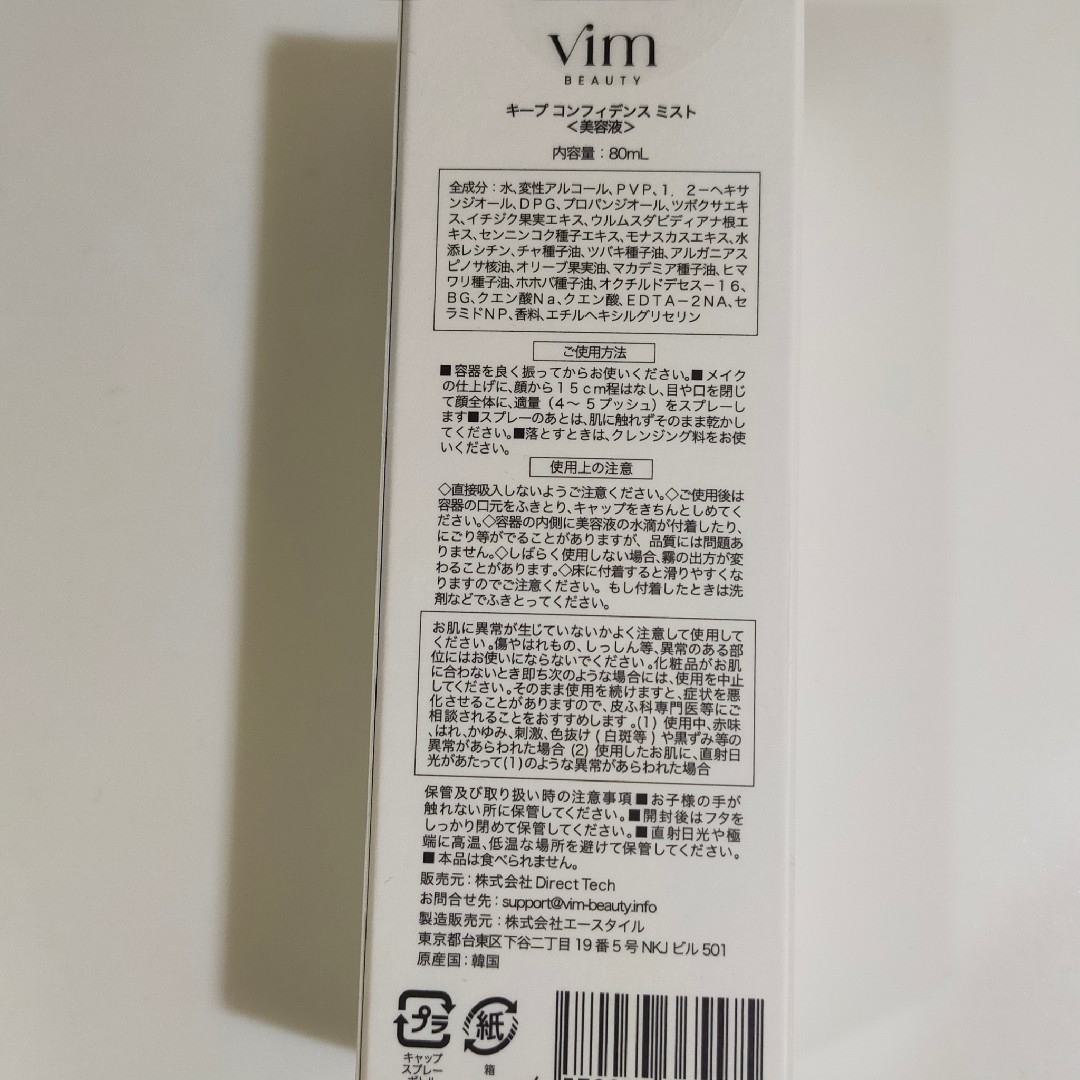 vim
BEAUTY
キープ コンフィデンス ミスト
<美容液>
内容量：80mL
全成分：水、変性アルコール、PVP、1，2－ヘキサ
ンジオール、DPG、プロパンジオール、ツボクサエキ
ス、イチジク果実エキス、ウルムスダビディアナ根エ
キス、センニンコク種子エキス、モナスカスエキス、水
添レシチン、チャ種子油、ツバキ種子油、アルガニアス
ピノサ核油、オリーブ果実油、マカデミア種子油、ヒマ
ワリ種子油、ホホバ種子油、オクチルドデセス－16、
BG、クエン酸Na、クエン酸、EDTA－2NA、セ
ラミドNP、香料、エチルヘキシルグリセリン
ご使用方法
■容器を良く振ってからお使いください。■メイク
の仕上げに、顔から15cm程はなし、目や口を閉じ
て顔全体に、適量（4～5プッシュ）をスプレーし
ます■スプレーのあとは、肌に触れずそのまま乾かし
てください。■落とすときは、クレンジング料をお使
いください。
使用上の注意
◇直接吸入しないようご注意ください。◇ご使用後は
容器の口元をふきとり、キャップをきちんとしめてく
ださい。◇容器の内側に美容液の水滴が付着したり、
にごり等がでることがありますが、品質には問題あ
りません。◇しばらく使用しない場合、霧の出方が変
わることがあります。◇床に付着すると滑りやすくな
りますのでご注意ください。もし付着したときは洗
剤などでふきとってください。
お肌に異常が生じていないかよく注意して使用して
ください。傷やはれもの、しっしん等、異常のある部
位にはお使いにならないでください。化粧品がお肌
に合わないとき即ち次のような場合には、使用を中止
してください。そのまま使用を続けますと、症状を悪
化させることがありますので、皮ふ科専門医等にご
相談されることをおすすめします。(1) 使用中、赤味
、はれ、かゆみ、刺激、色抜け(白斑等)や黒ずみ等の
異常があらわれた場合 (2) 使用したお肌に、直射日
光があたって(1)のような異常があらわれた場合
保管及び取り扱い時の注意事項■お子様の手が
触れない所に保管してください。■開封後はフタを
しっかり閉めて保管してください。■直射日光や極
端に高温、低温な場所を避けて保管してください。
■本品は食べられません。
販売元：株式会社 Direct Tech
お問合せ先：support@vim-beauty.info
製造販売元：株式会社エースタイル
東京都台東区下谷二丁目19番5号 NKJ ビル 501
原産国：韓国
プラ
紙
キャップ
スプレー
箱